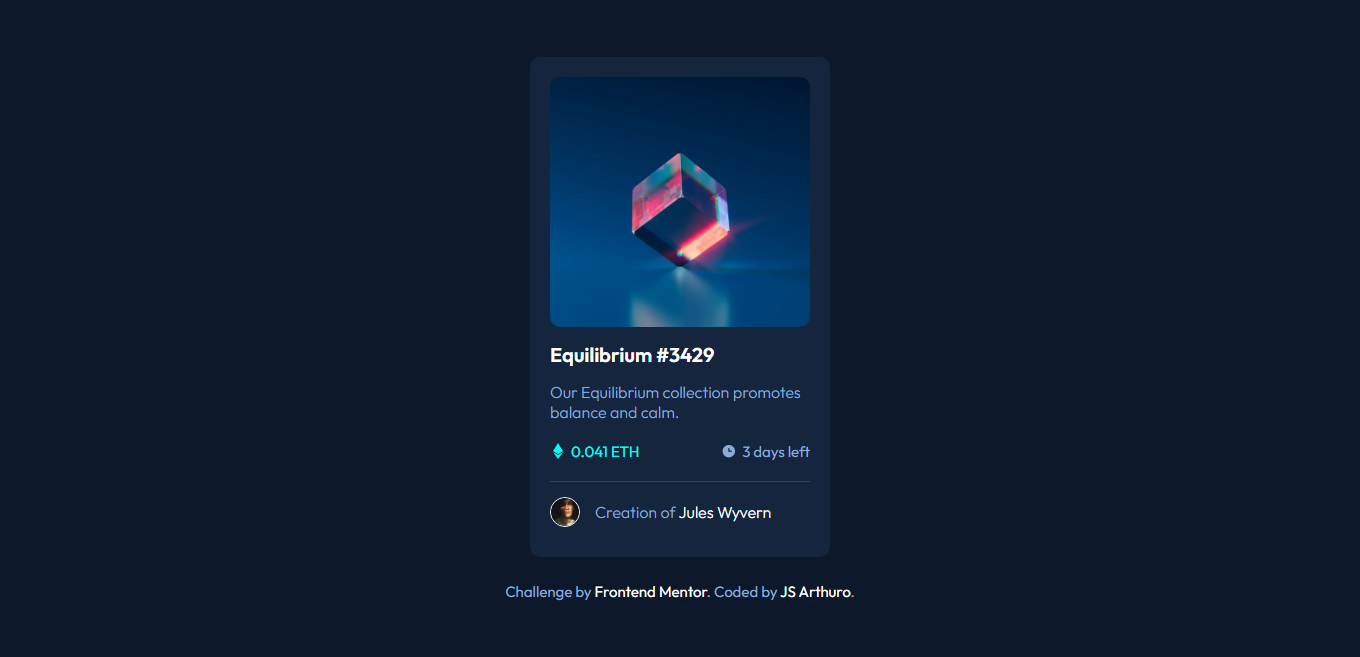 Equilibrium #3429
Our Equilibrium collection promotes
balance and calm.
0.041 ETH
3 days left
Creation of Jules Wyvern
Challenge by Frontend Mentor. Coded by JS Arthuro.